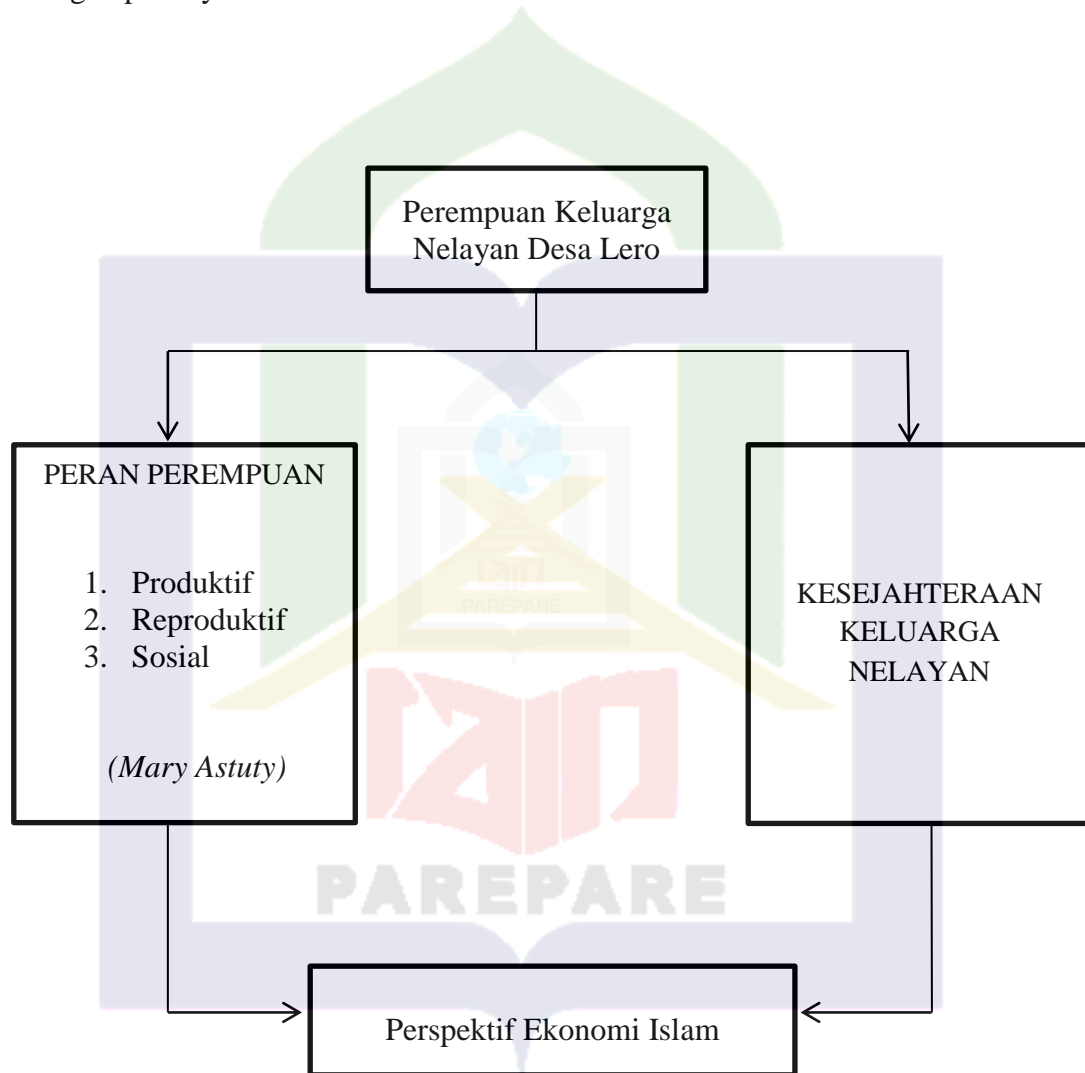 Perempuan Keluarga
Nelayan Desa Lero
PERAN PEREMPUAN
1. Produktif
2. Reproduktif
3. Sosial
(Mary Astuty)
KESEJAHTERAAN
KELUARGA
NELAYAN
PAREPARE
PAREPARE
Perspektif Ekonomi Islam